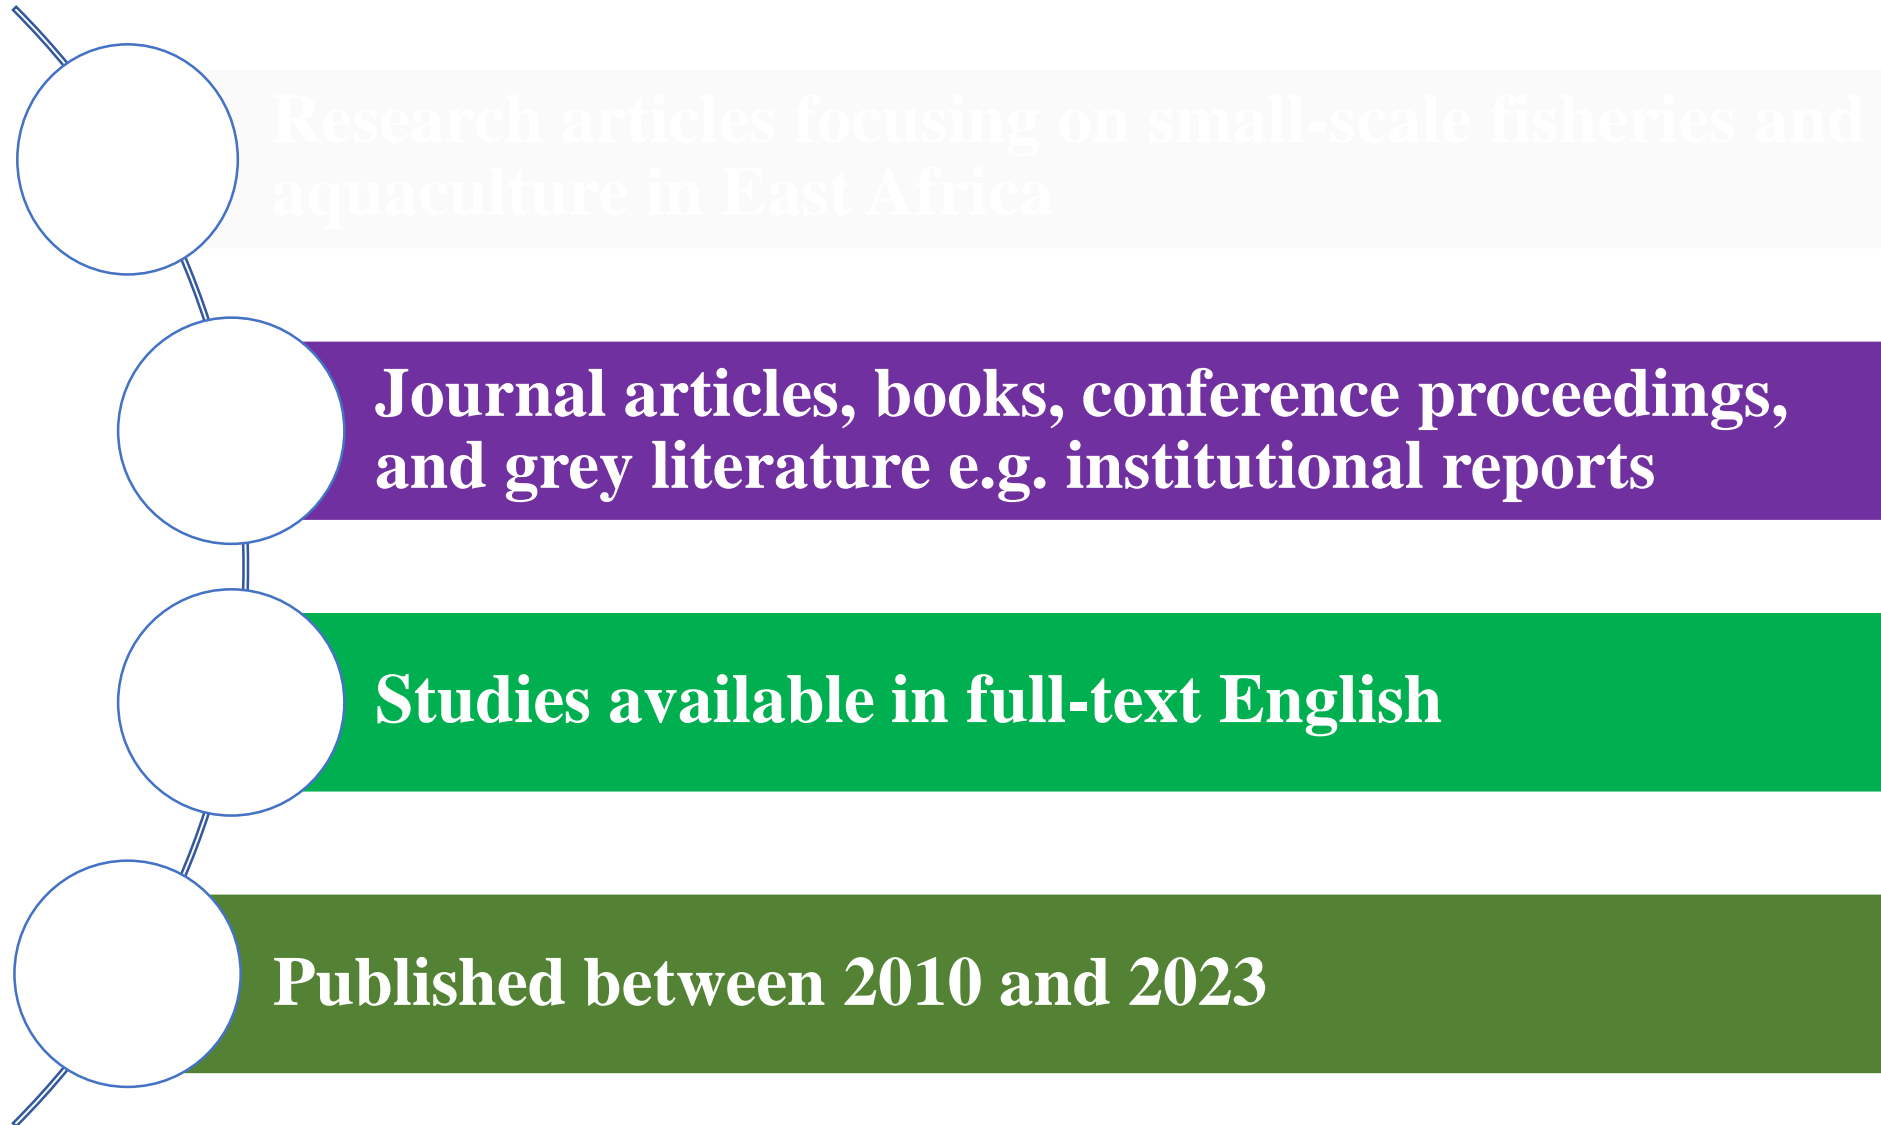 Research articles focusing on small-scale fisheries and
aquaculture in East Africa
Journal articles, books, conference proceedings,
and grey literature e.g. institutional reports
Studies available in full-text English
Published between 2010 and 2023